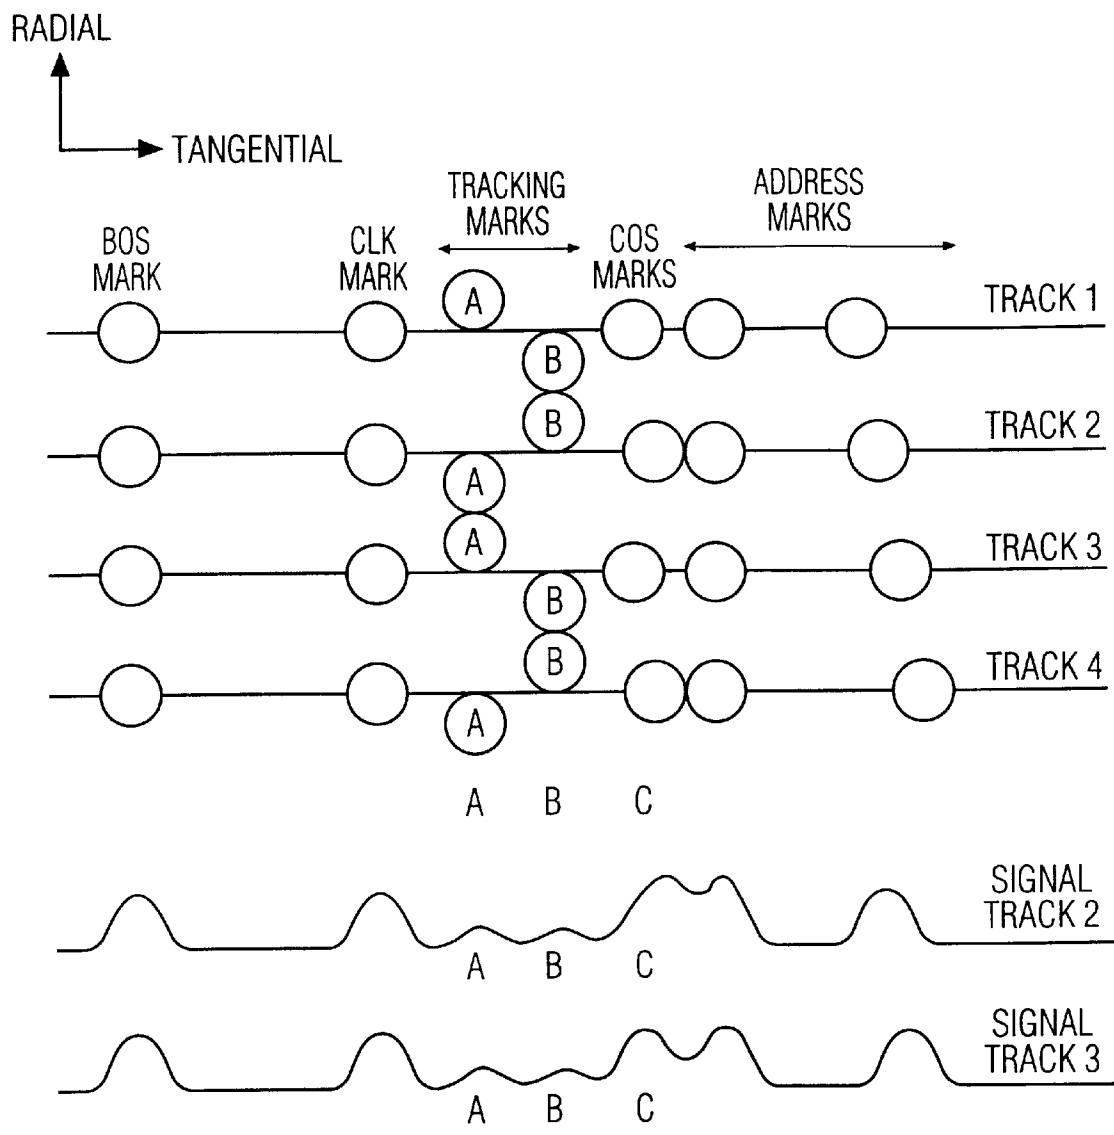 RADIAL
TANGENTIAL
TRACKING
MARKS
ADDRESS
MARKS
BOS
MARK
CLK
MARK
COS
MARKS
A
TRACK 1
B
B
TRACK 2
A
A
TRACK 3
B
B
TRACK 4
A
A B C
SIGNAL
TRACK 2
A B C
SIGNAL
TRACK 3
A B C